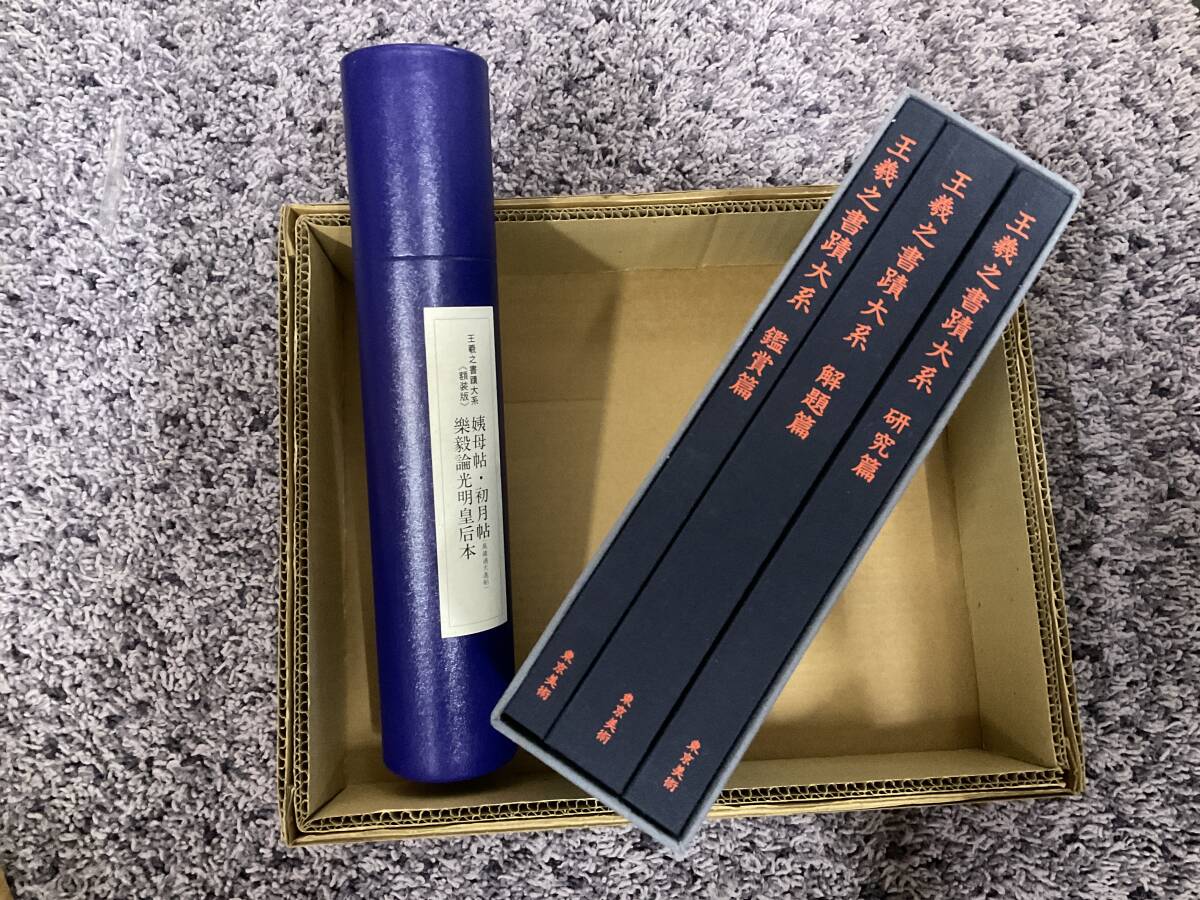 王羲之書蹟大系
《額装版》
姨母帖・初月帖
樂毅論光明皇后本
王羲之書蹟大系 鑑賞篇
東京美術
王羲之書蹟大系 解題篇
東京美術
王羲之書蹟大系 研究篇
東京美術